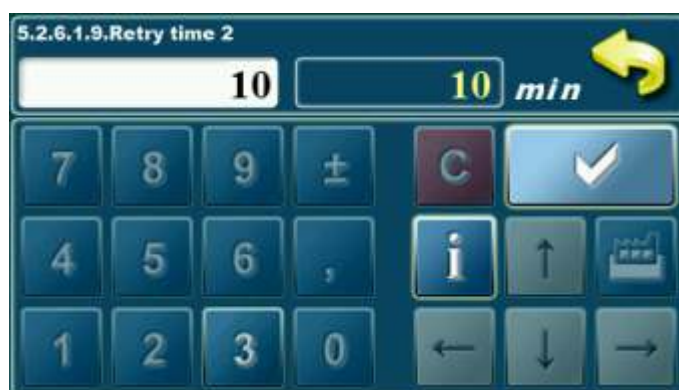 5.2.6.1.9.Retry time 2
10 10 min
7 8 9 ± C
4 5 6 , i ↑
1 2 3 0 ← ↓ →